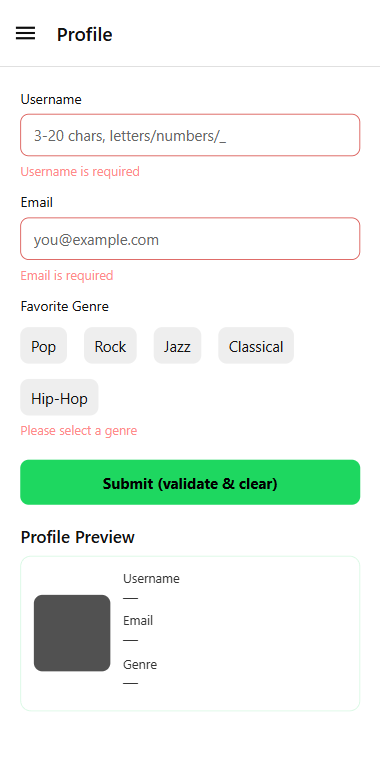 Profile
Username
3-20 chars, letters/numbers/_
Username is required
Email
you@example.com
Email is required
Favorite Genre
Pop Rock Jazz Classical
Hip-Hop
Please select a genre
Submit (validate & clear)
Profile Preview
Username
—
Email
—
Genre
—